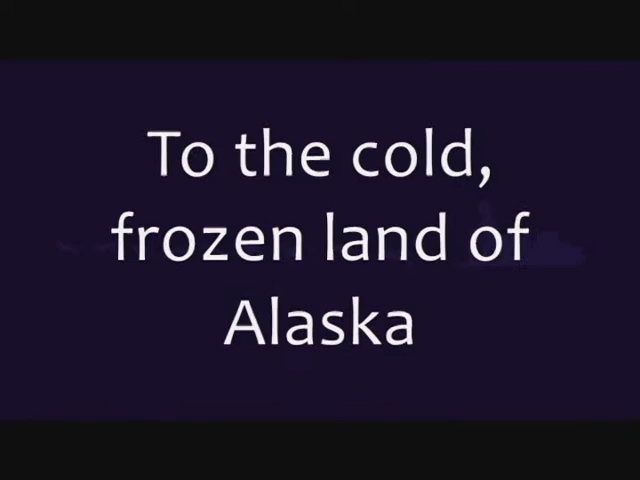 To the cold,
frozen land of
Alaska